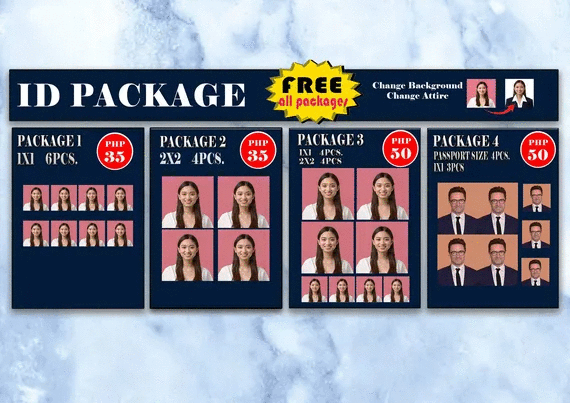 ID PACKAGE
FREE
all packages
Change Background
Change Attire
PACKAGE 1
1X1 6PCS.
PHP
35
PACKAGE 2
2X2 4PCS.
PHP
35
PACKAGE 3
1X1 4PCS
2X2 4PCS
PHP
50
PACKAGE 4
PASSPORT SIZE 4PCS.
1X1 3PCS
PHP
50